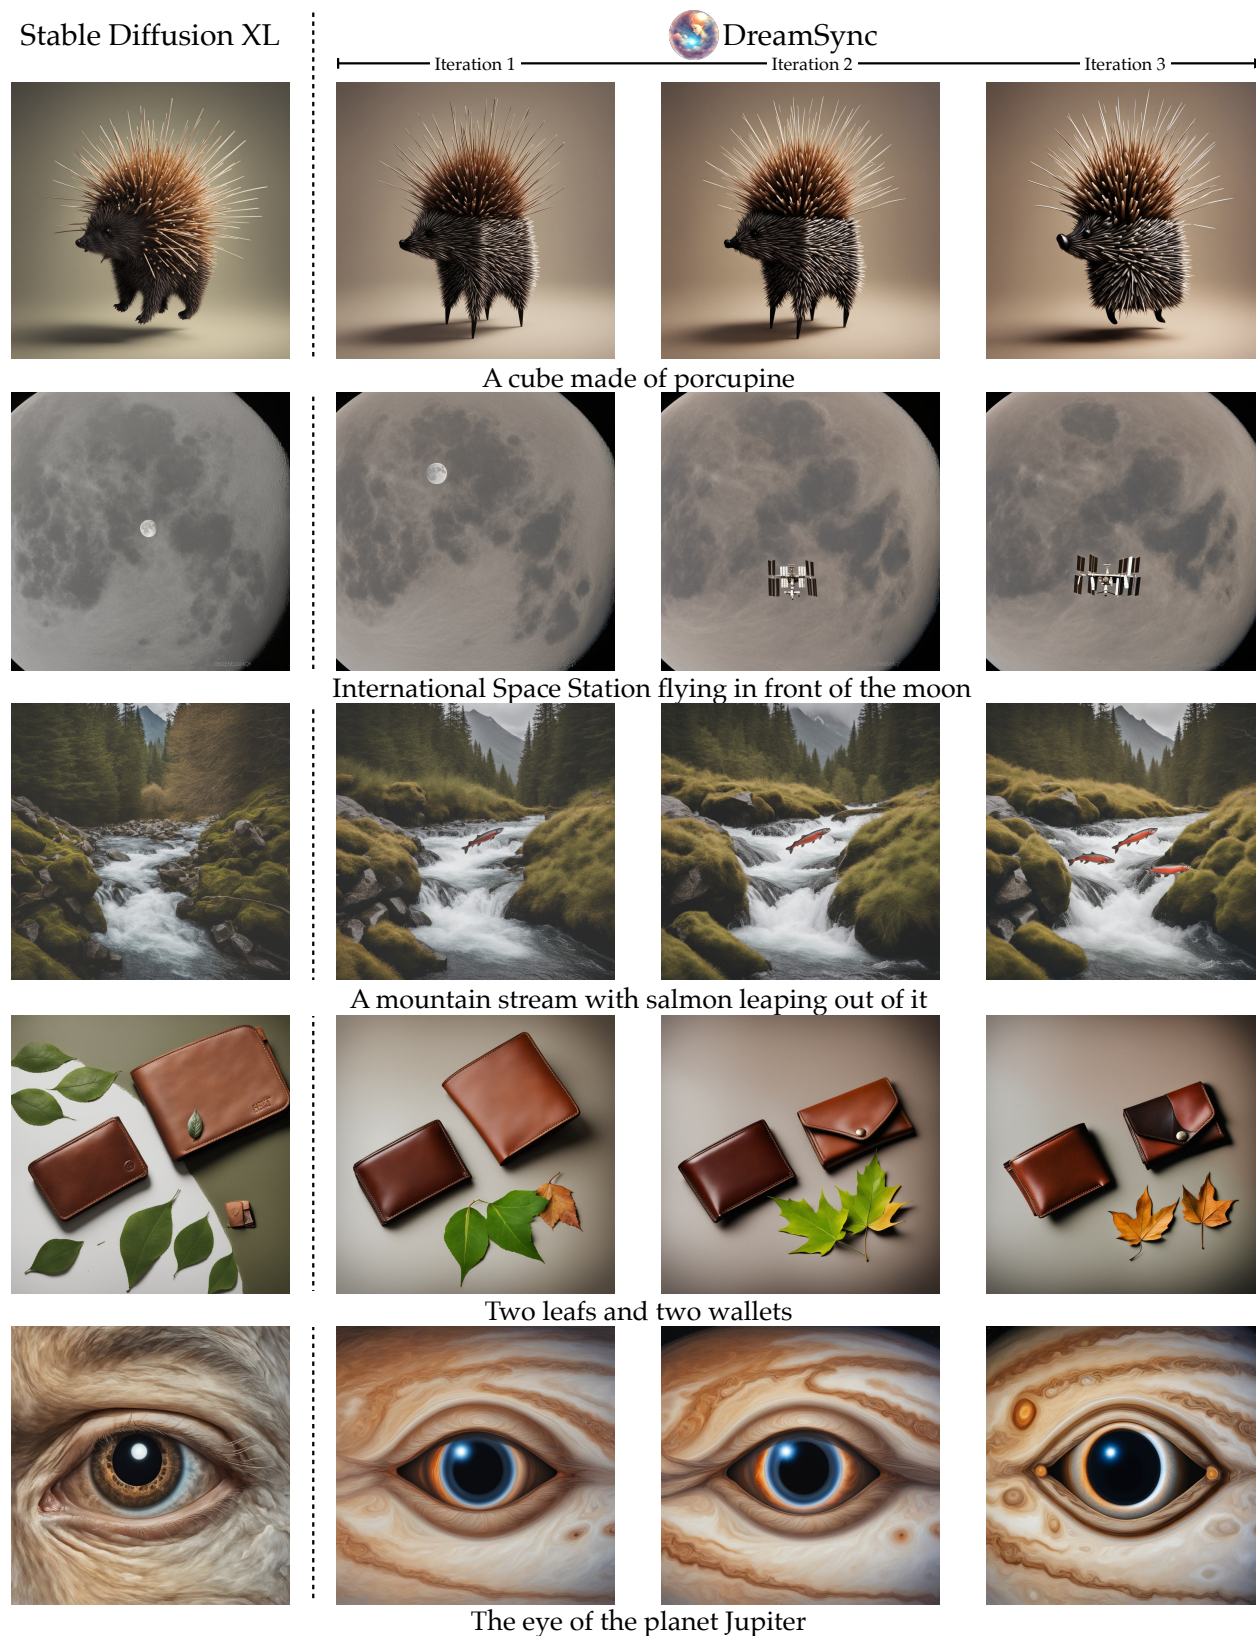 Stable Diffusion XL
DreamSync
Iteration 1
Iteration 2
Iteration 3
A cube made of porcupine
International Space Station flying in front of the moon
A mountain stream with salmon leaping out of it
Two leafs and two wallets
The eye of the planet Jupiter